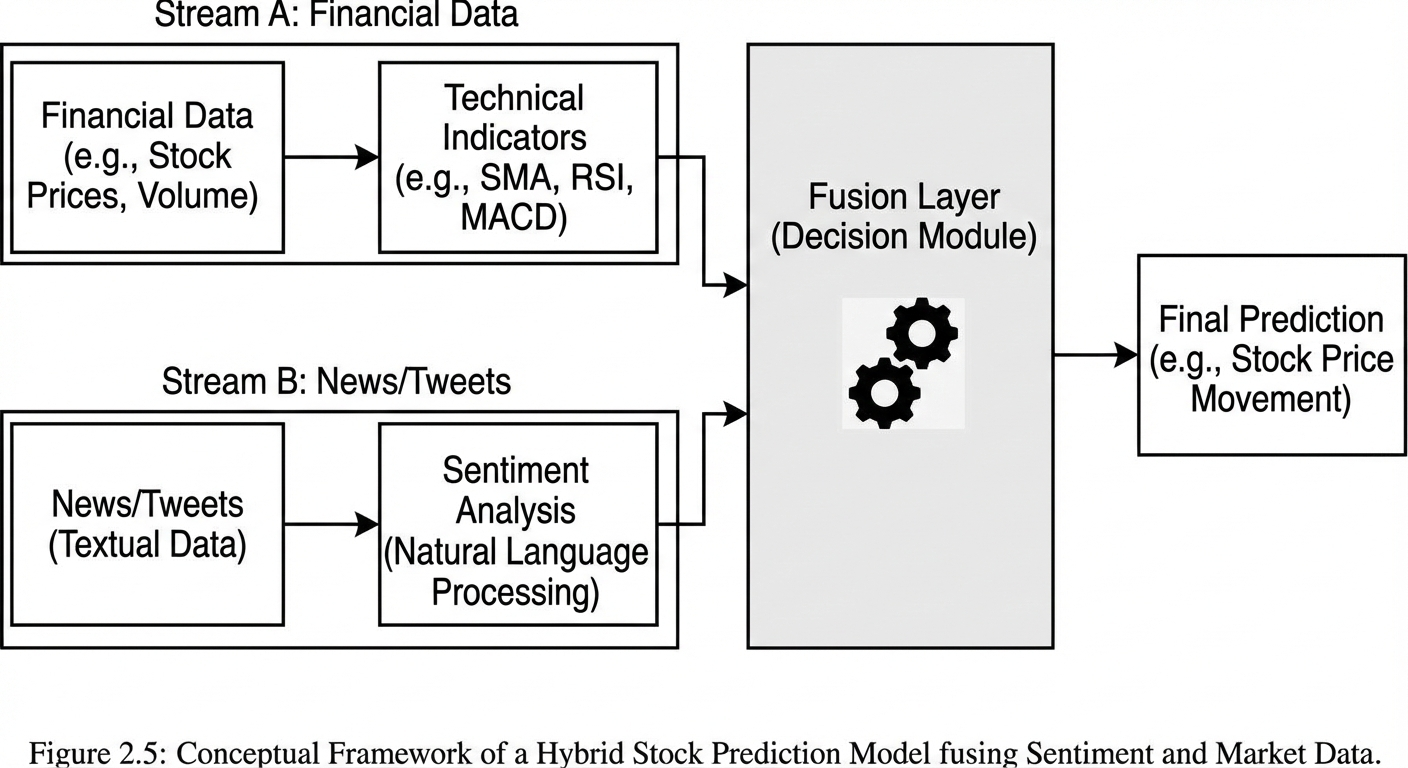 Stream A: Financial Data
Financial Data
(e.g., Stock
Prices, Volume)
Technical
Indicators
(e.g., SMA, RSI,
MACD)
Fusion Layer
(Decision Module)
Final Prediction
(e.g., Stock Price
Movement)
Stream B: News/Tweets
News/Tweets
(Textual Data)
Sentiment
Analysis
(Natural Language
Processing)
Figure 2.5: Conceptual Framework of a Hybrid Stock Prediction Model fusing Sentiment and Market Data.